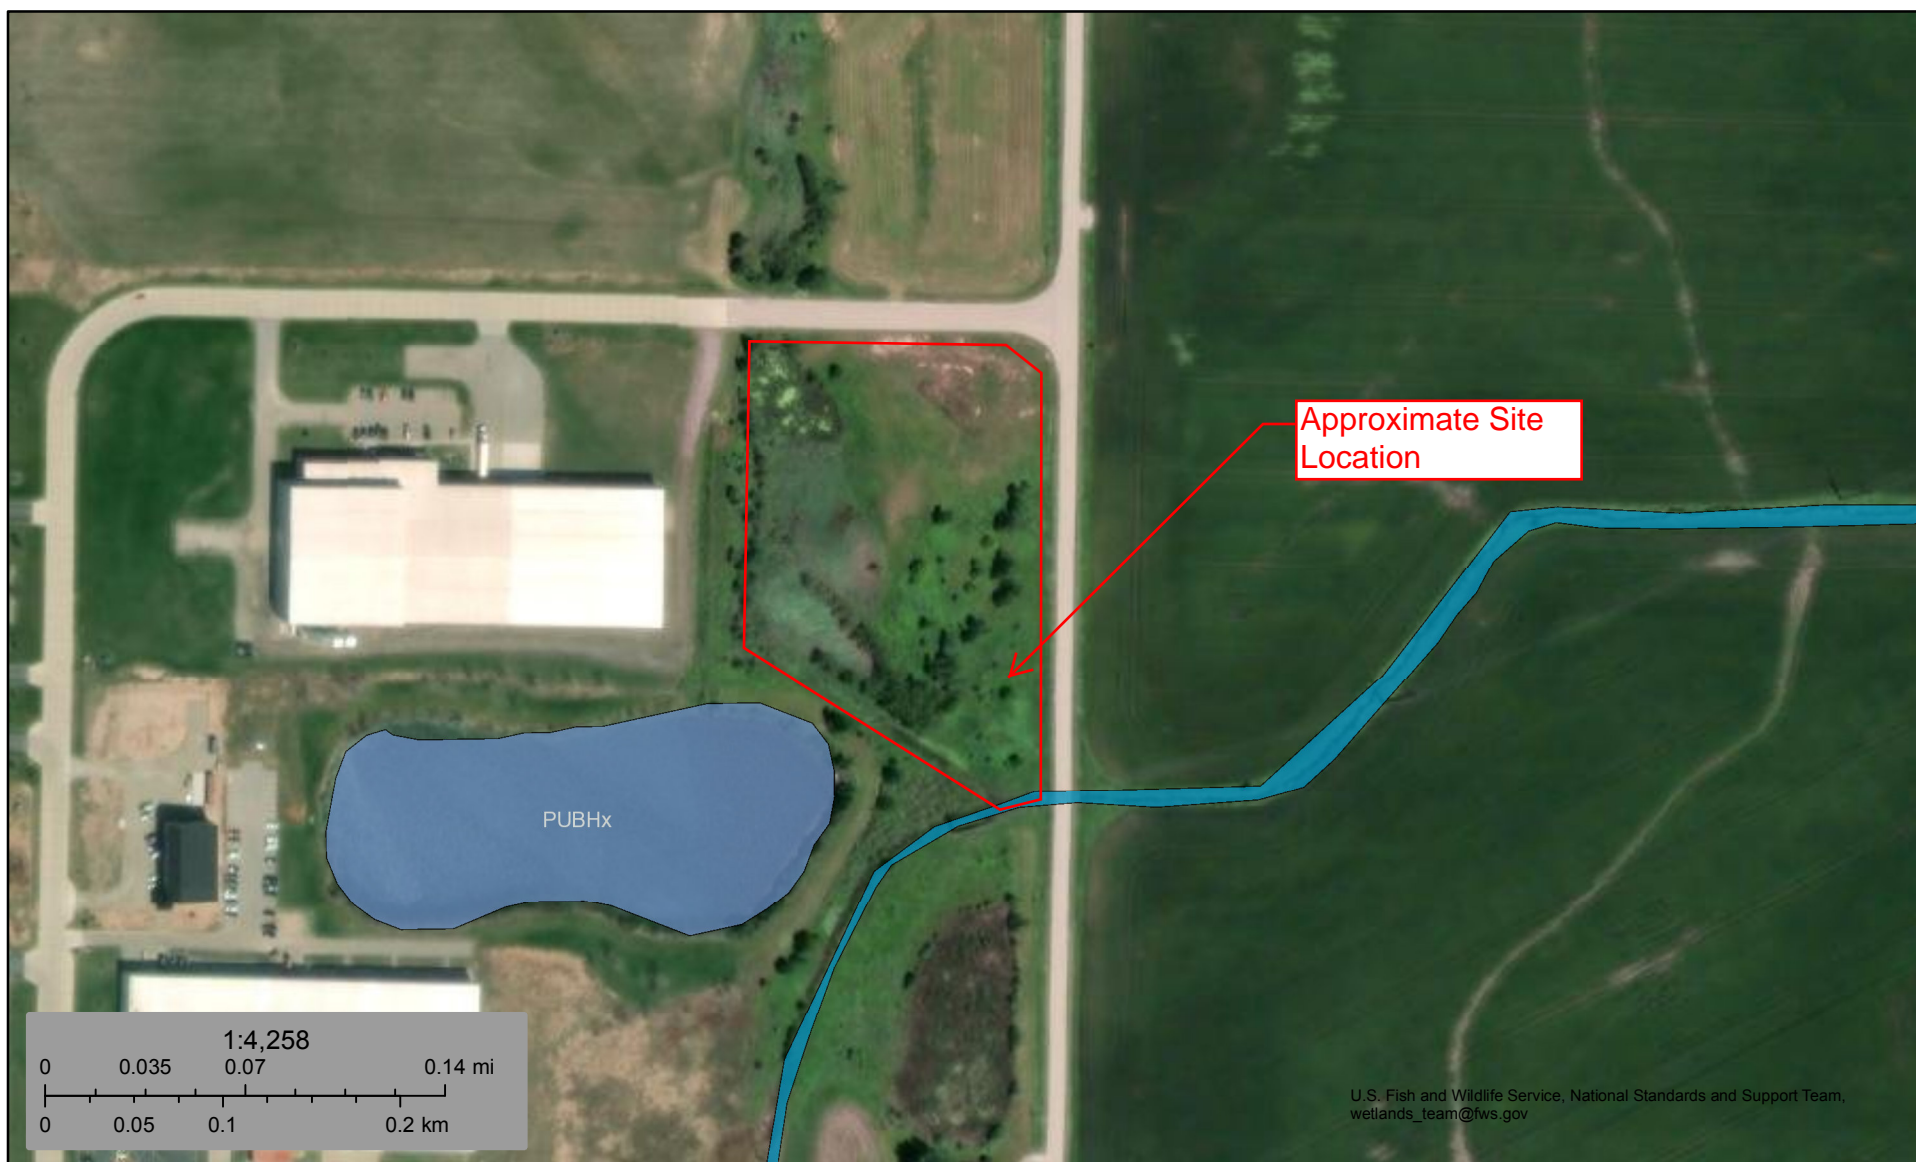 Approximate Site
Location
PUBHx
1:4,258
0 0.035 0.07 0.14 mi
0 0.05 0.1 0.2 km
U.S. Fish and Wildlife Service, National Standards and Support Team,
wetlands_team@fws.gov